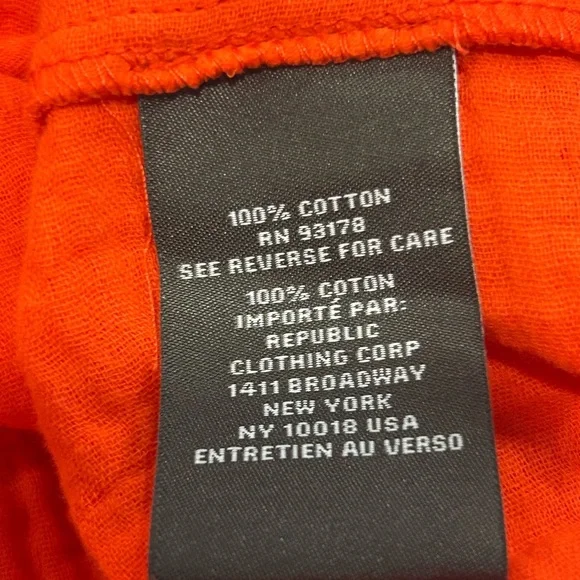 100% COTTON
RN 93178
SEE REVERSE FOR CARE
100% COTON
IMPORTÉ PAR:
REPUBLIC
CLOTHING CORP
1411 BROADWAY
NEW YORK
NY 10018 USA
ENTRETIEN AU VERSO